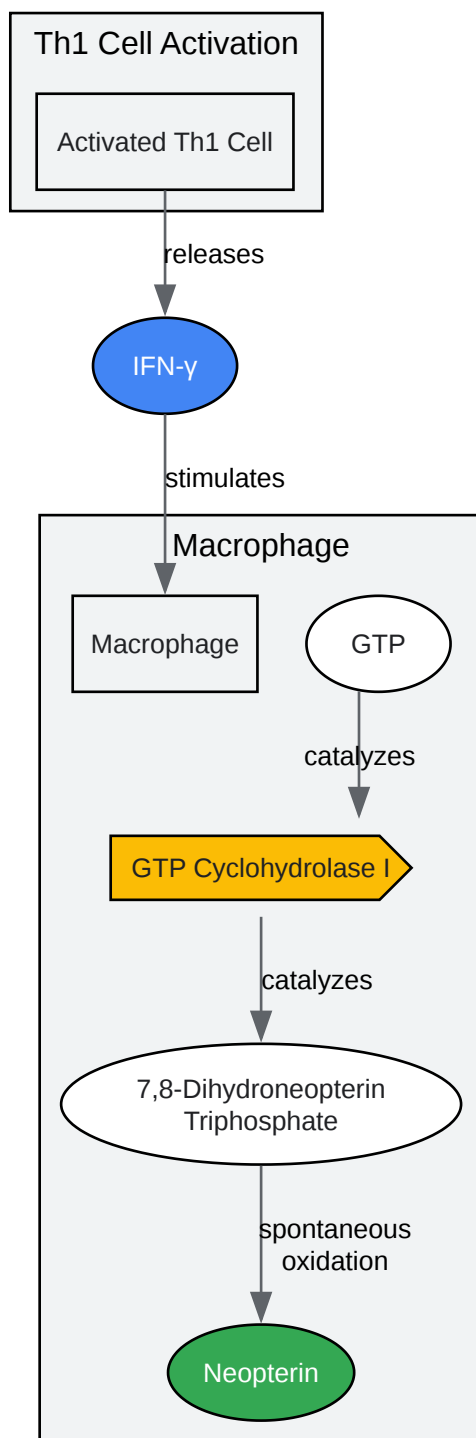 Th1 Cell Activation
Activated Th1 Cell
releases
IFN-γ
stimulates
Macrophage
Macrophage
GTP
catalyzes
GTP Cyclohydrolase I
catalyzes
7,8-Dihydroneopterin
Triphosphate
spontaneous
oxidation
Neopterin